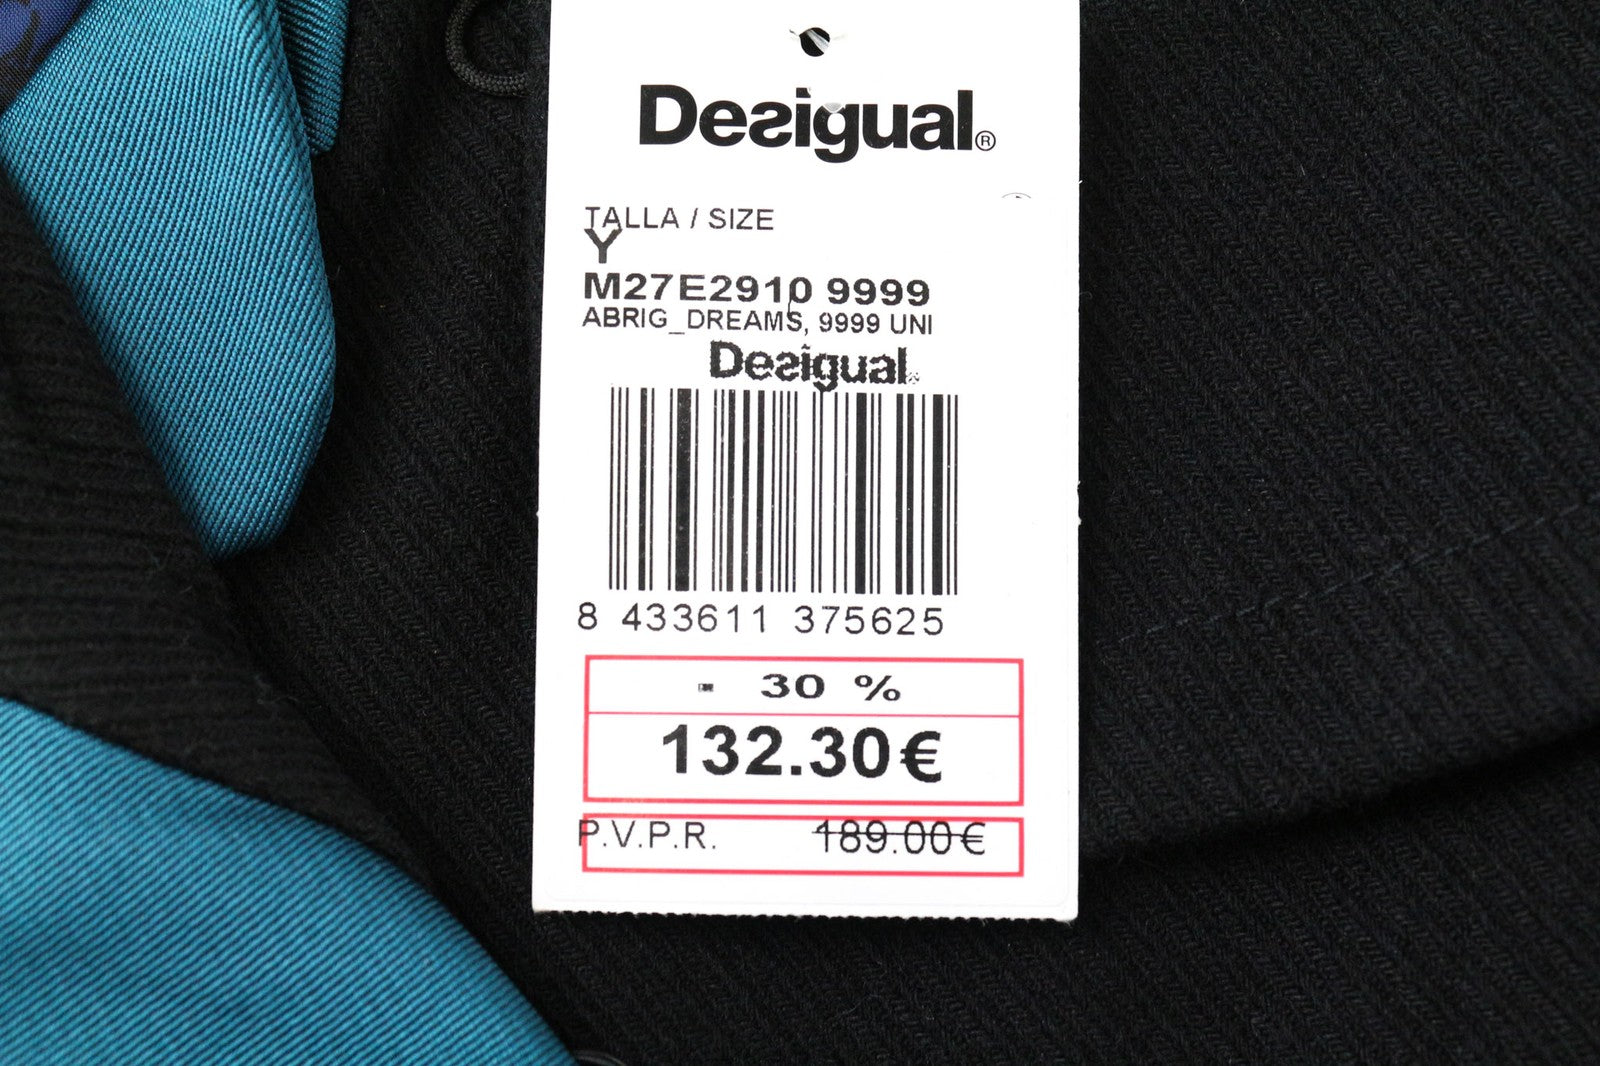 Desigual®
TALLA / SIZE
Y
M27E2910 9999
ABRIG_DREAMS, 9999 UNI
Desigual
8 433611 375625
- 30 %
132.30€
P.V.P.R. 189.00€